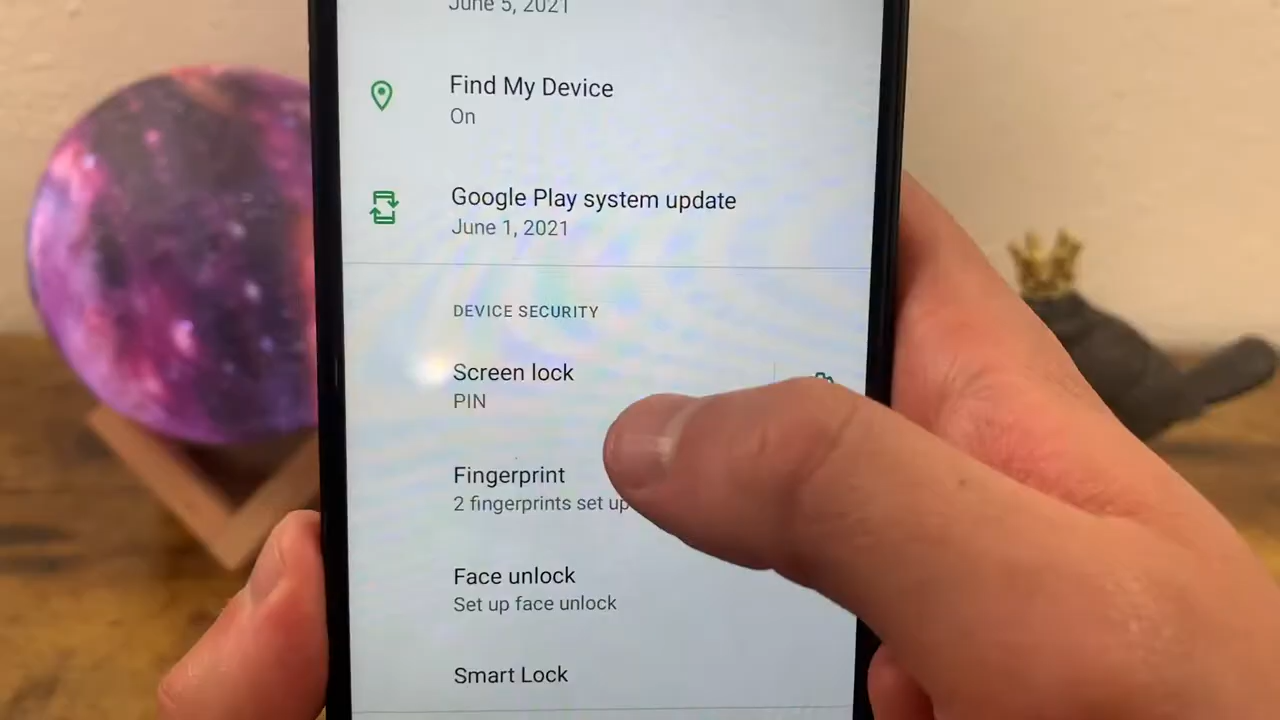 June 5, 2021
Find My Device
On
Google Play system update
June 1, 2021
DEVICE SECURITY
Screen lock
PIN
Fingerprint
2 fingerprints set up
Face unlock
Set up face unlock
Smart Lock